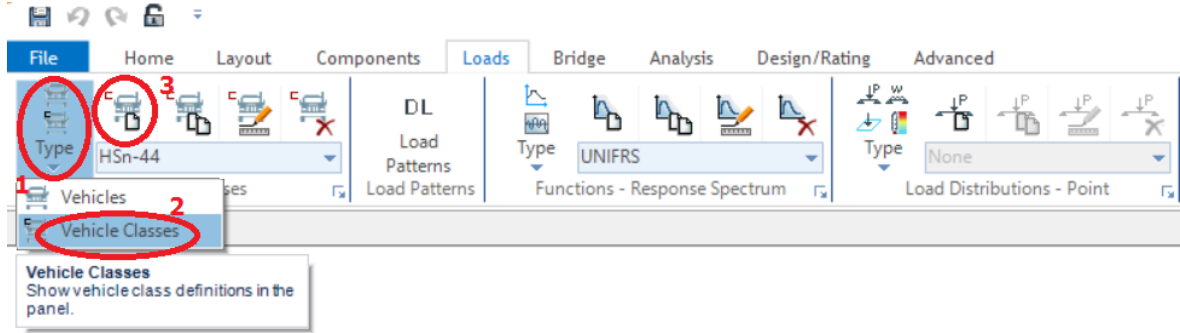 File Home Layout Components Loads Bridge Analysis Design/Rating Advanced
3
DL
Type
HSn-44
Load
Patterns
Type
UNIFRS
Type
None
ses
Load Patterns
Functions - Response Spectrum
Load Distributions - Point
1
Vehicles
2
Vehicle Classes
Vehicle Classes
Show vehicle class definitions in the
panel.